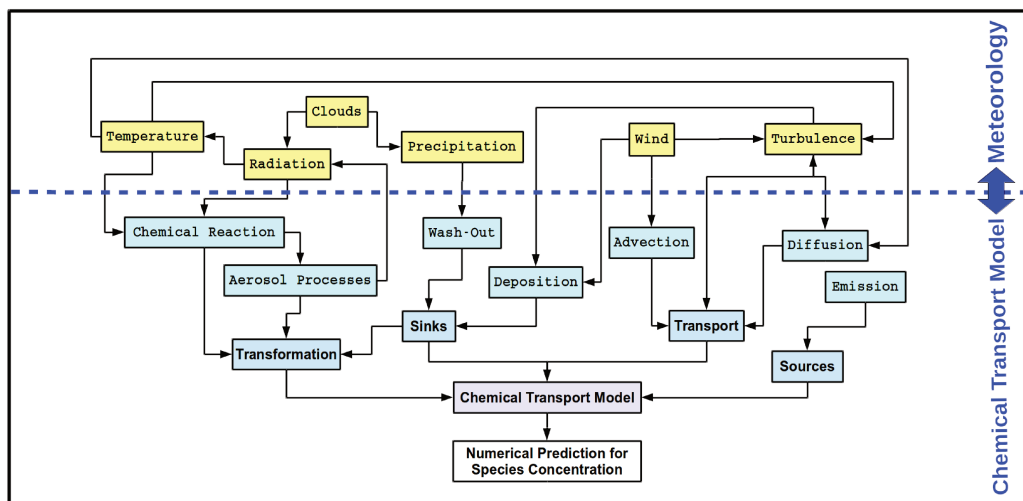 Clouds
Temperature
Precipitation
Wind
Turbulence
Radiation
Chemical Reaction
Wash-Out
Advection
Diffusion
Aerosol Processes
Deposition
Emission
Sinks
Transport
Transformation
Sources
Chemical Transport Model
Numerical Prediction for
Species Concentration
Meteorology
Chemical Transport Model